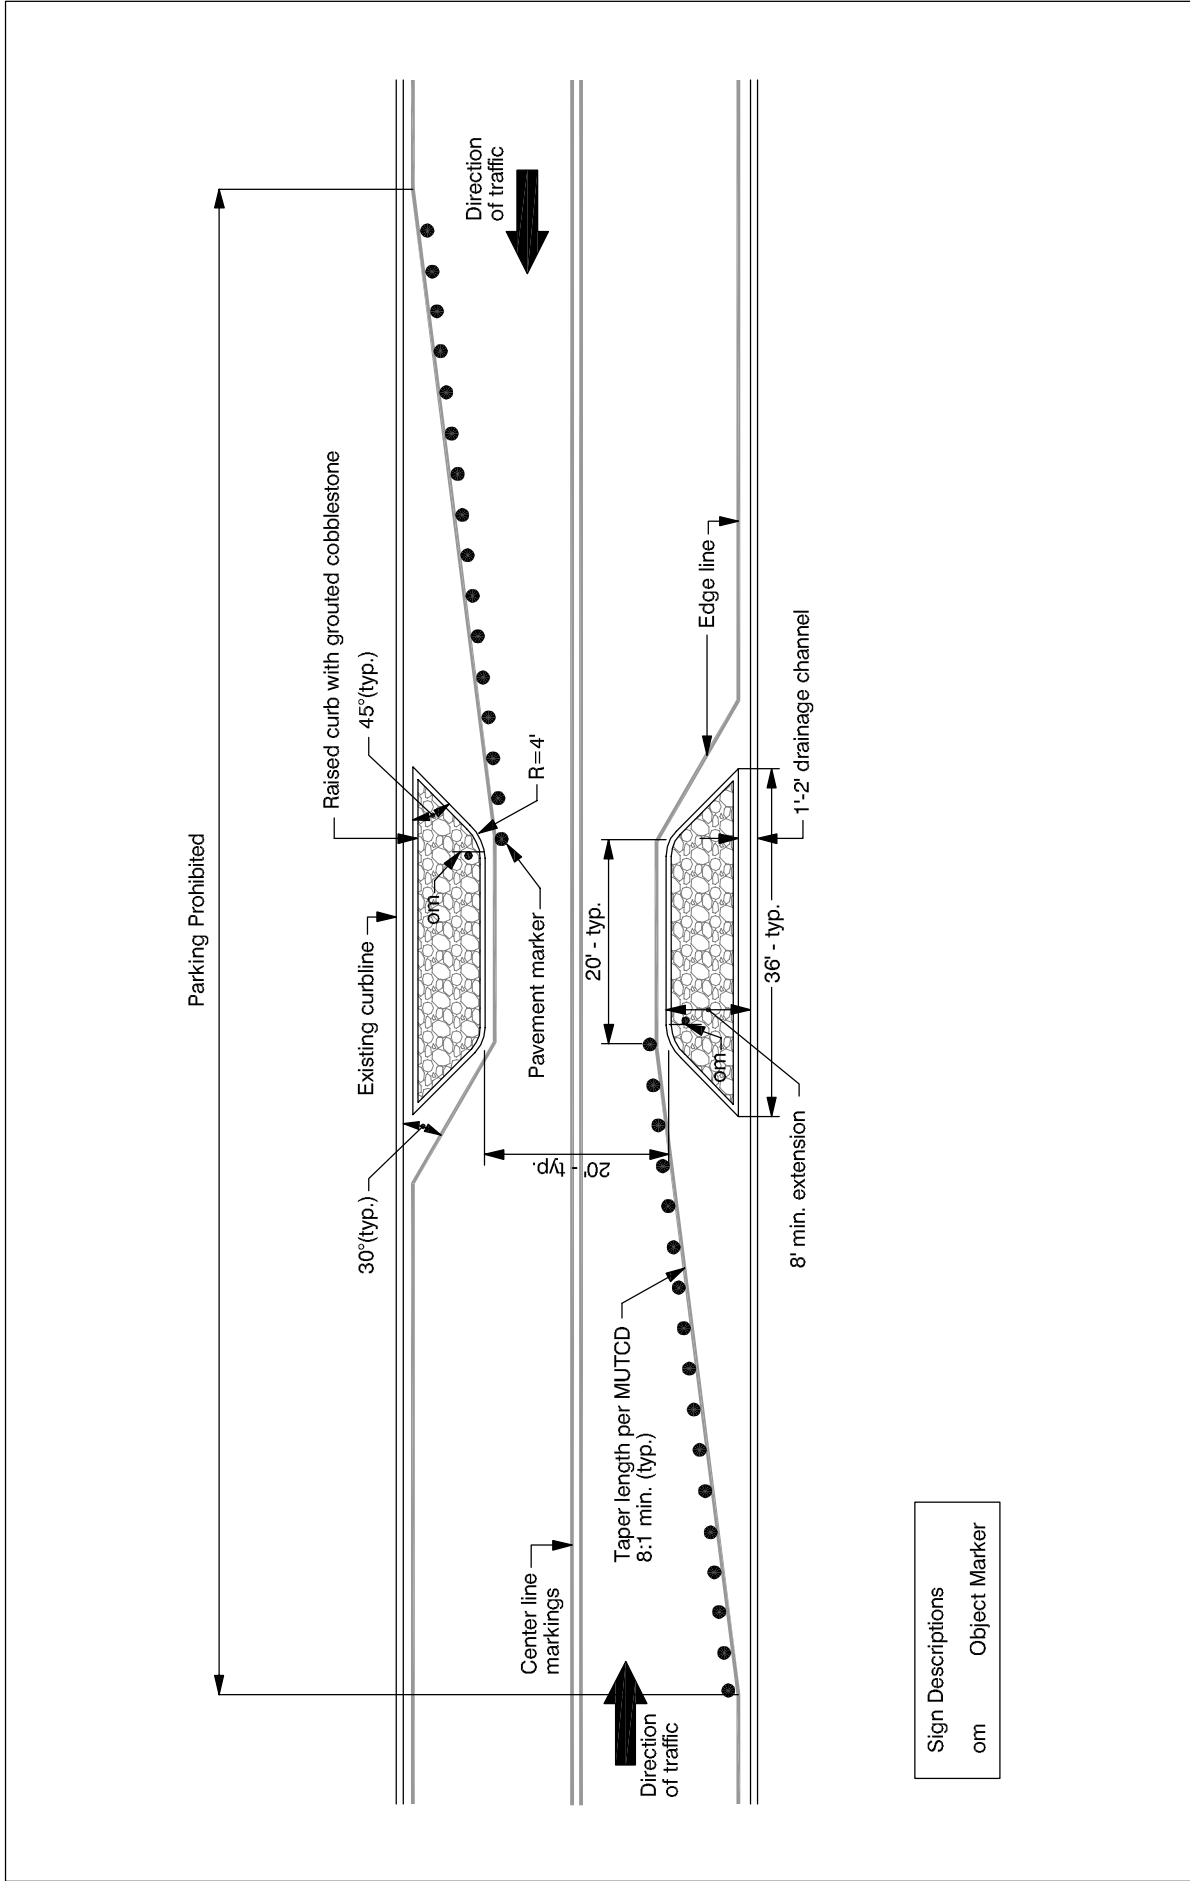 Parking Prohibited
Raised curb with grouted cobblestone
45°(typ.)
Existing curbline
30°(typ.)
om
R=4'
Direction
of traffic
Pavement marker
20' - typ.
20' - typ.
Center line
markings
Taper length per MUTCD
8:1 min. (typ.)
Direction
of traffic
Edge line
om
1'-2' drainage channel
36' - typ.
8' min. extension
Sign Descriptions
om Object Marker